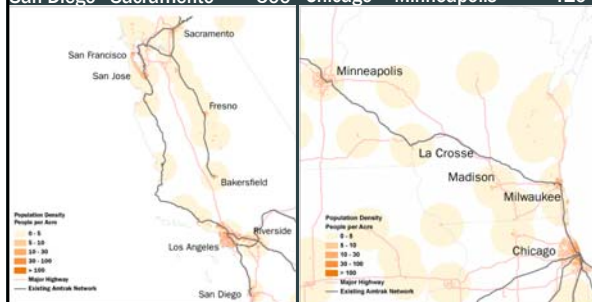 San Diego - Sacramento
Chicago - Minneapolis
Sacramento
San Francisco
San Jose
Fresno
Bakersfield
Riverside
Los Angeles
San Diego
Population Density
People per Acre
0 - 5
5 - 10
10 - 30
30 - 100
> 100
Major Highway
Existing Amtrak Network
Minneapolis
La Crosse
Madison
Milwaukee
Chicago
Population Density
People per Acre
0 - 5
5 - 10
10 - 30
30 - 100
> 100
Major Highway
Existing Amtrak Network